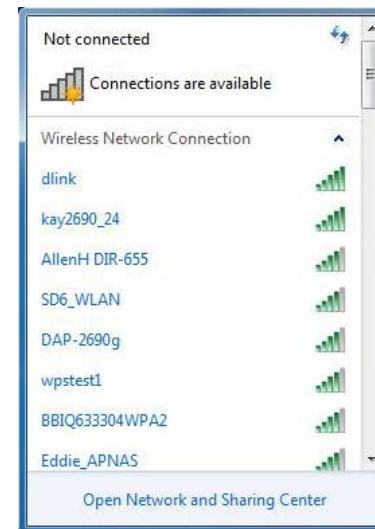 Not connected
Connections are available
Wireless Network Connection
dlink
kay2690_24
AllenH DIR-655
SD6_WLAN
DAP-2690g
wpstest1
BBIQ633304WPA2
Eddie_APNAS
Open Network and Sharing Center